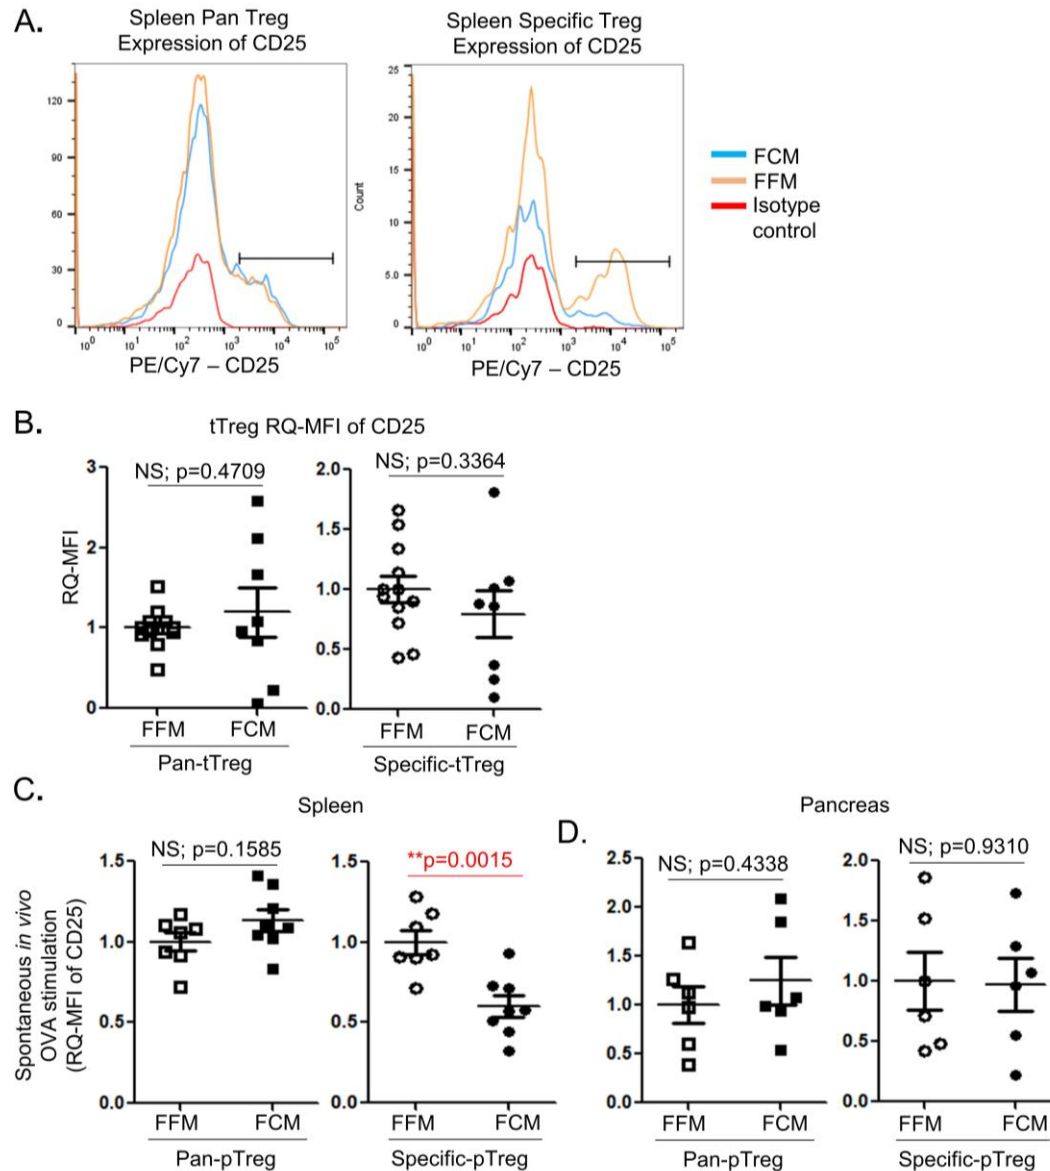 A.
Spleen Pan Treg
Expression of CD25
Spleen Specific Treg
Expression of CD25
120
90
60
30
0
10^0 10^1 10^2 10^3 10^4 10^5
PE/Cy7 – CD25
Count
25
20
15
10
5.0
0
10^0 10^1 10^2 10^3 10^4 10^5
PE/Cy7 – CD25
FCM
FFM
Isotype
control
B.
tTreg RQ-MFI of CD25
NS; p=0.4709
RQ-MFI
3
2
1
0
FFM FCM
Pan-tTreg
NS; p=0.3364
2.0
1.5
1.0
0.5
0.0
FFM FCM
Specific-tTreg
C.
Spleen
Spontaneous in vivo
OVA stimulation
(RQ-MFI of CD25)
NS; p=0.1585
1.5
1.0
0.5
0.0
FFM FCM
Pan-pTreg
**p=0.0015
1.5
1.0
0.5
0.0
FFM FCM
Specific-pTreg
D.
Pancreas
NS; p=0.4338
2.5
2.0
1.5
1.0
0.5
0.0
FFM FCM
Pan-pTreg
NS; p=0.9310
2.0
1.5
1.0
0.5
0.0
FFM FCM
Specific-pTreg